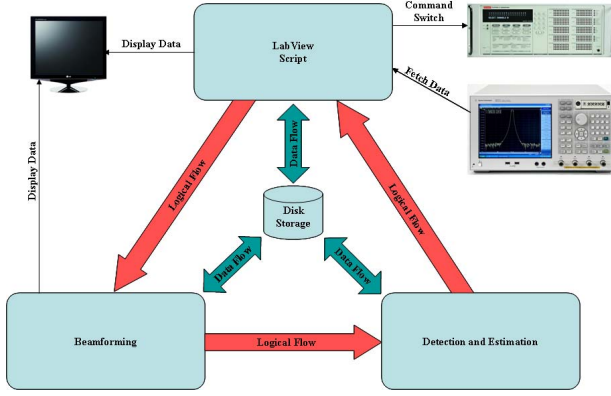 Command
Switch
Display Data
LabView
Script
Fetch Data
Display Data
Logical Flow
Data Flow
Logical Flow
Disk
Storage
Data Flow
Data Flow
Beamforming
Logical Flow
Detection and Estimation